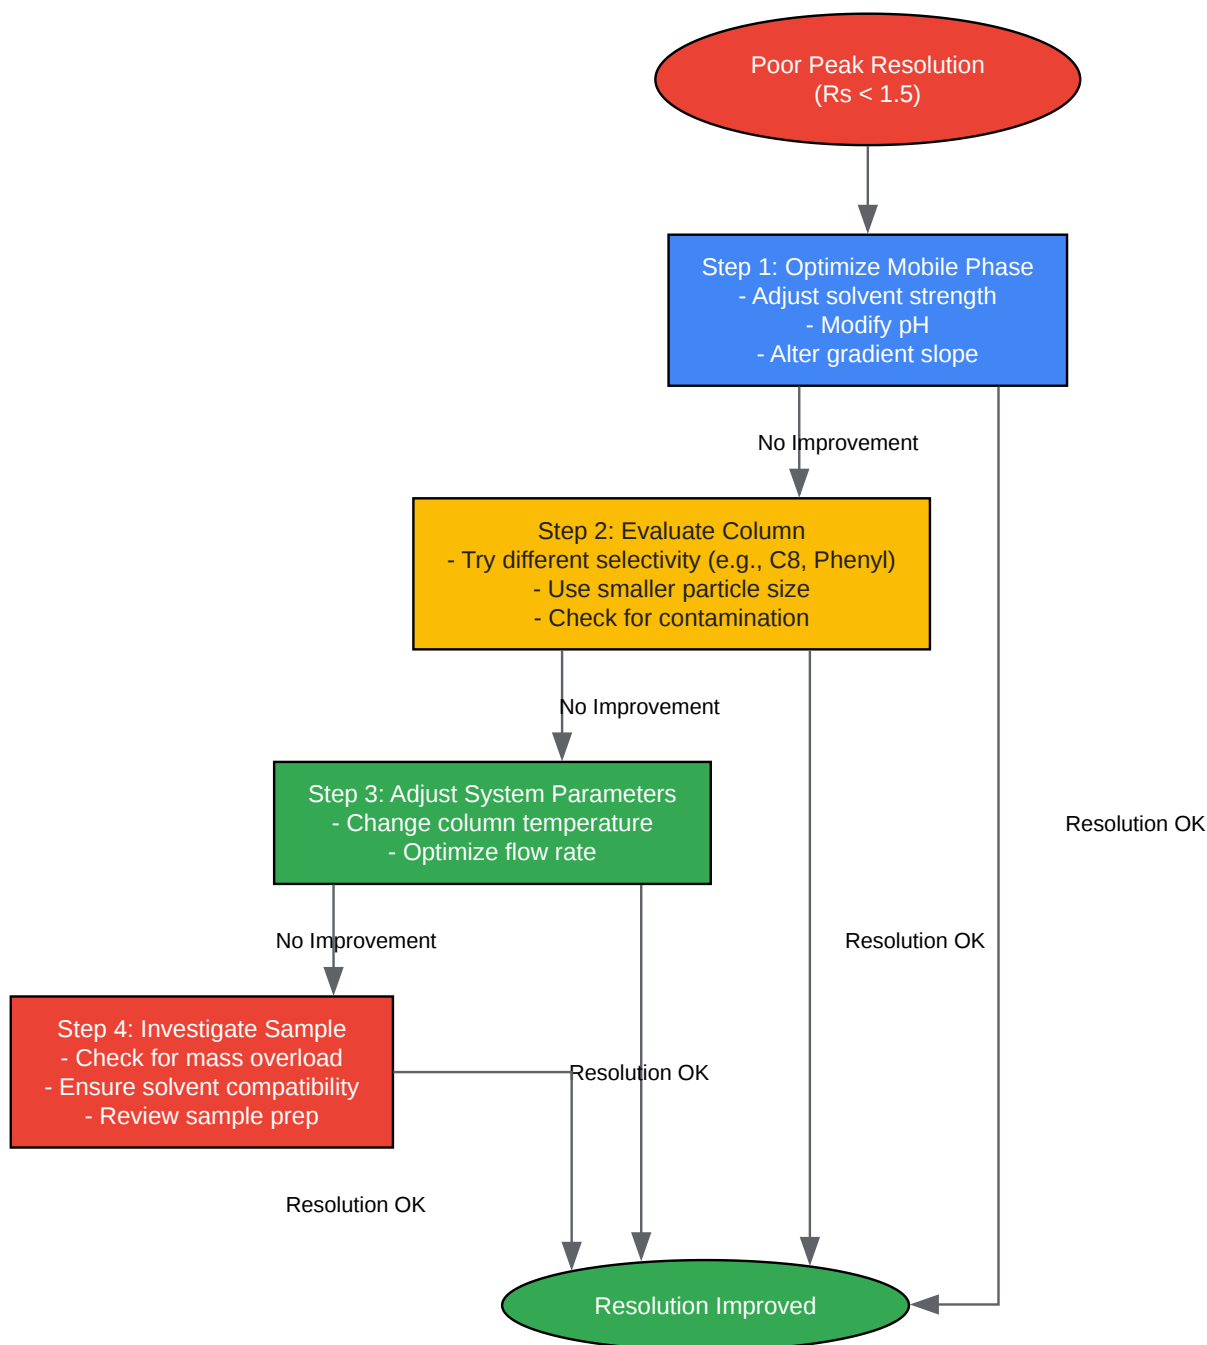 Poor Peak Resolution
(Rs < 1.5)
Step 1: Optimize Mobile Phase
- Adjust solvent strength
- Modify pH
- Alter gradient slope
No Improvement
Step 2: Evaluate Column
- Try different selectivity (e.g., C8, Phenyl)
- Use smaller particle size
- Check for contamination
No Improvement
Step 3: Adjust System Parameters
- Change column temperature
- Optimize flow rate
Resolution OK
No Improvement
Resolution OK
Step 4: Investigate Sample
- Check for mass overload
- Ensure solvent compatibility
- Review sample prep
Resolution OK
Resolution OK
Resolution Improved